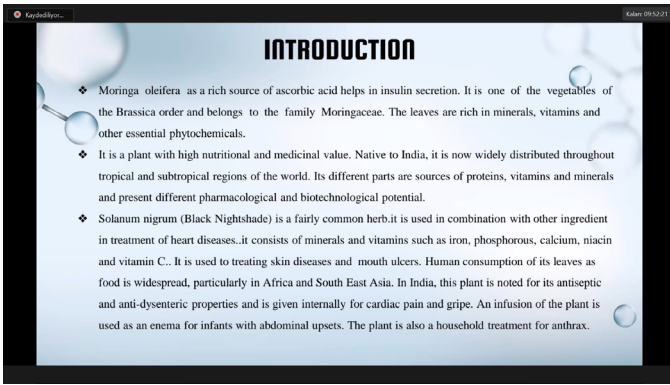 Kaydediliyor...
Kalan: 09:52:21
INTRODUCTION
❖ Moringa oleifera as a rich source of ascorbic acid helps in insulin secretion. It is one of the vegetables of
the Brassica order and belongs to the family Moringaceae. The leaves are rich in minerals, vitamins and
other essential phytochemicals.
❖ It is a plant with high nutritional and medicinal value. Native to India, it is now widely distributed throughout
tropical and subtropical regions of the world. Its different parts are sources of proteins, vitamins and minerals
and present different pharmacological and biotechnological potential.
❖ Solanum nigrum (Black Nightshade) is a fairly common herb.it is used in combination with other ingredient
in treatment of heart diseases..it consists of minerals and vitamins such as iron, phosphorous, calcium, niacin
and vitamin C.. It is used to treating skin diseases and mouth ulcers. Human consumption of its leaves as
food is widespread, particularly in Africa and South East Asia. In India, this plant is noted for its antiseptic
and anti-dysenteric properties and is given internally for cardiac pain and gripe. An infusion of the plant is
used as an enema for infants with abdominal upsets. The plant is also a household treatment for anthrax.